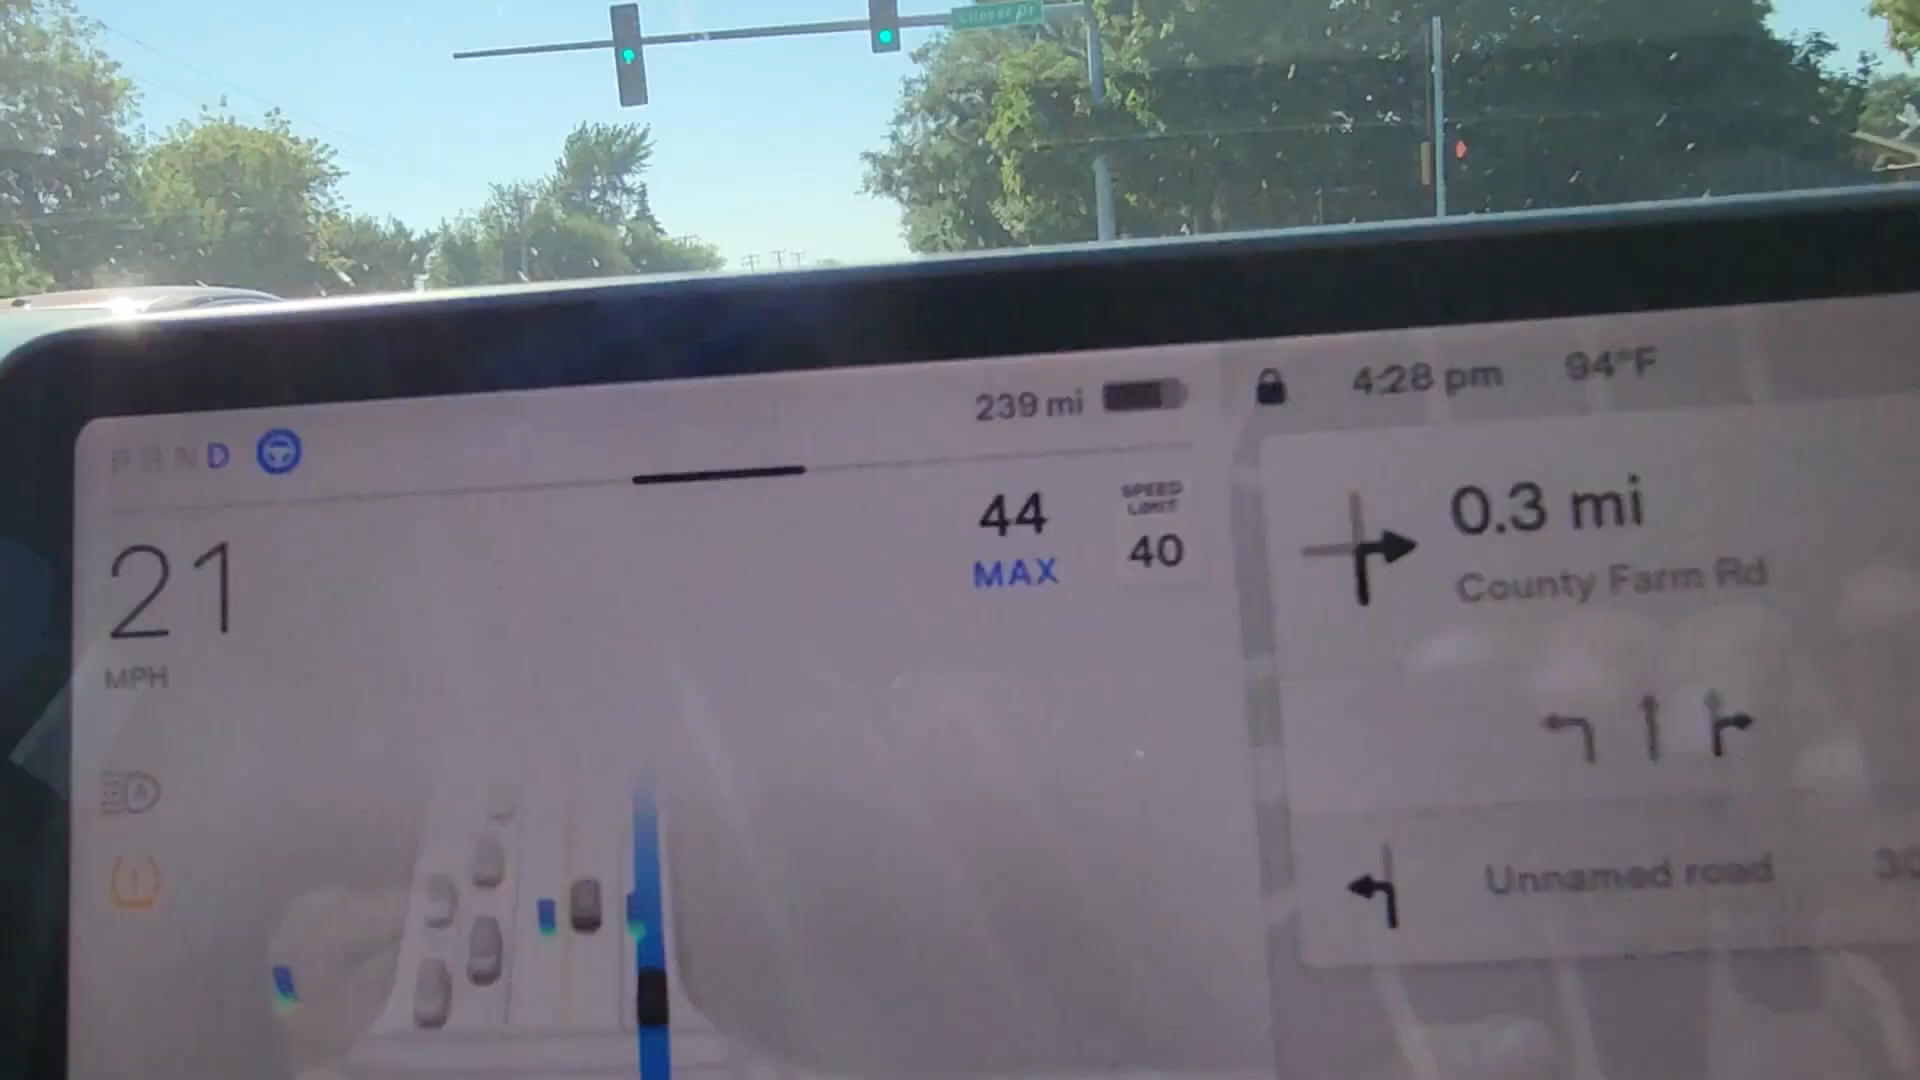 239 mi
4:28 pm
94°F
P R N D
44
MAX
SPEED
LIMIT
40
21
MPH
0.3 mi
County Farm Rd
A
Unnamed road